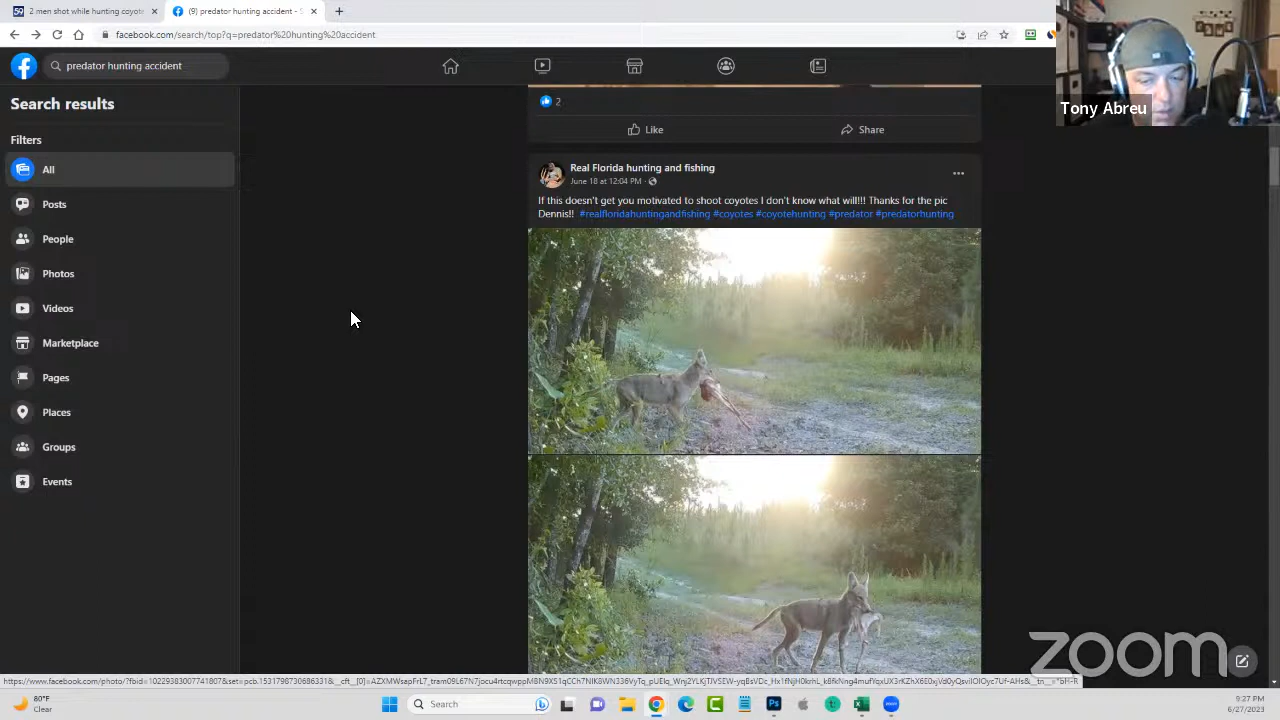 2 men shot while hunting coyote
(9) predator hunting accident - S
facebook.com/search/top?q=predator%20hunting%20accident
predator hunting accident
Tony Abreu
Search results
Filters
All
Posts
People
Photos
Videos
Marketplace
Pages
Places
Groups
Events
2
Like
Share
Real Florida hunting and fishing
June 18 at 12:04 PM
If this doesn't get you motivated to shoot coyotes I don't know what will!!! Thanks for the pic
Dennis!! #realfloridahuntingandfishing #coyotes #coyotehunting #predator #predatorhunting
zoom
80°F
Clear
Search
9:27 PM
6/27/2023